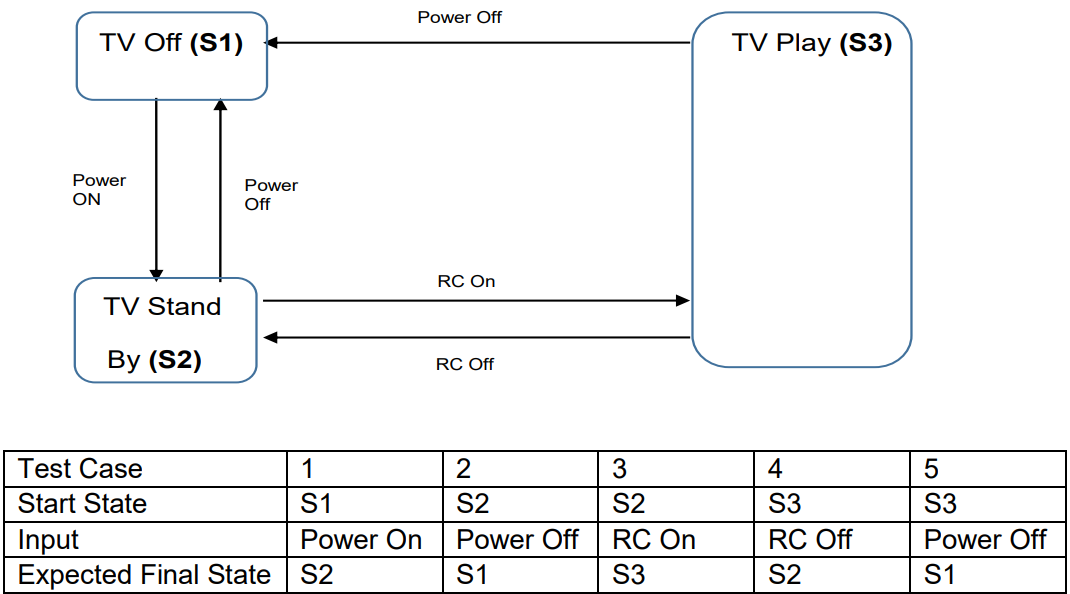 Power Off
TV Off (S1)
TV Play (S3)
Power
ON
Power
Off
RC On
TV Stand
By (S2)
RC Off
Test Case 1 2 3 4 5
Start State S1 S2 S2 S3 S3
Input Power On Power Off RC On RC Off Power Off
Expected Final State S2 S1 S3 S2 S1